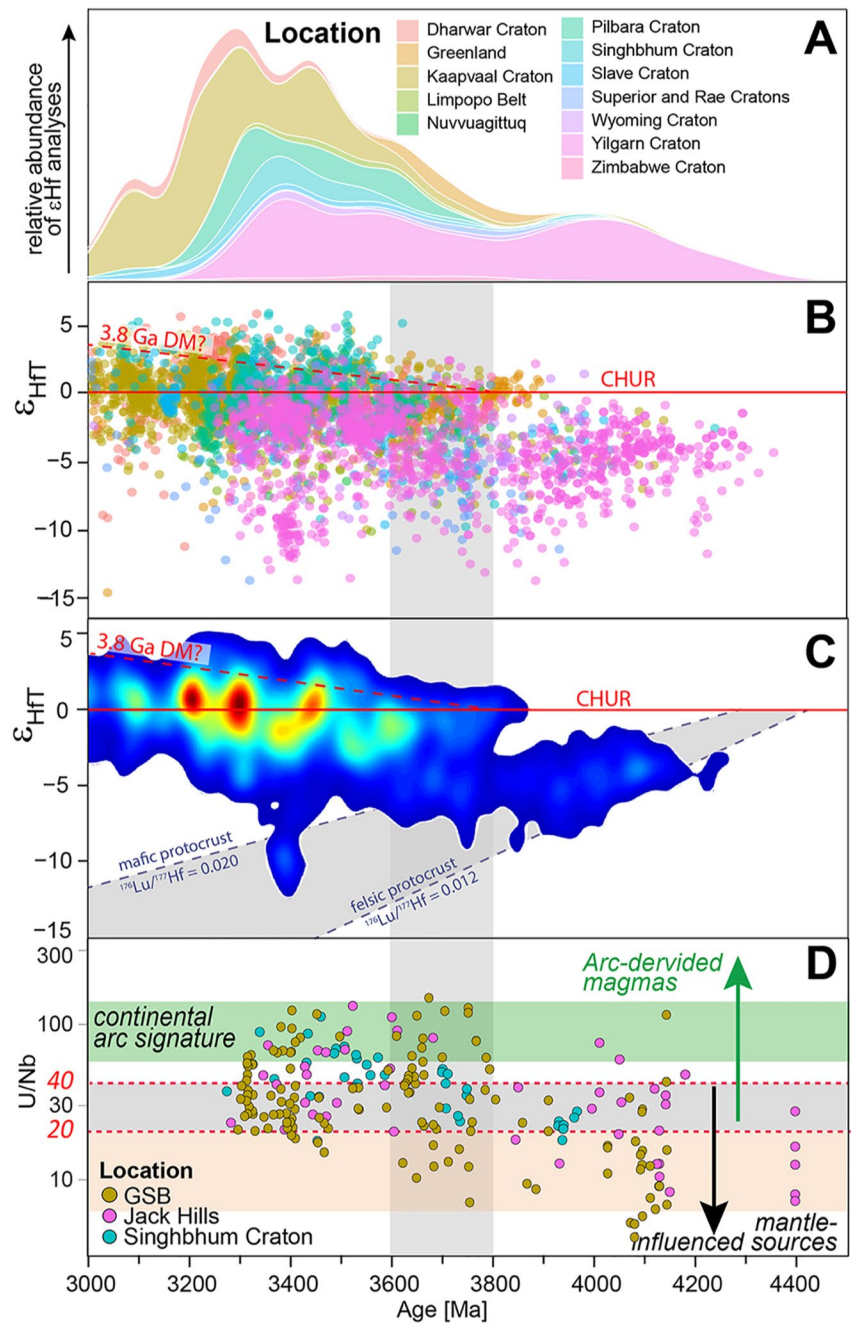 A
Location
Dharwar Craton
Greenland
Kaapvaal Craton
Limpopo Belt
Nuvvuagittuq
Pilbara Craton
Singhbhum Craton
Slave Craton
Superior and Rae Cratons
Wyoming Craton
Yilgarn Craton
Zimbabwe Craton
relative abundance
of εHf analyses
B
3.8 Ga DM?
CHUR
εHfT
5
0
−5
−10
−15
C
3.8 Ga DM?
CHUR
εHfT
5
0
−5
−10
−15
mafic protocrust
¹⁷⁶Lu/¹⁷⁷Hf = 0.020
felsic protocrust
¹⁷⁶Lu/¹⁷⁷Hf = 0.012
D
Arc-dervided
magmas
continental
arc signature
U/Nb
300
100
40
30
20
10
Location
GSB
Jack Hills
Singhbhum Craton
mantle-
influenced sources
3000 3200 3400 3600 3800 4000 4200 4400
Age [Ma]